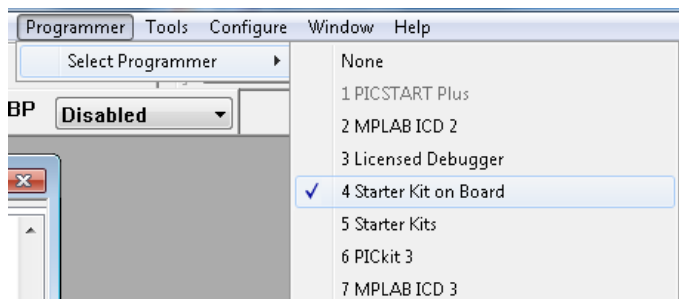 Programmer Tools Configure Window Help
Select Programmer
None
1 PICSTART Plus
BP Disabled
2 MPLAB ICD 2
3 Licensed Debugger
4 Starter Kit on Board
5 Starter Kits
6 PICkit 3
7 MPLAB ICD 3